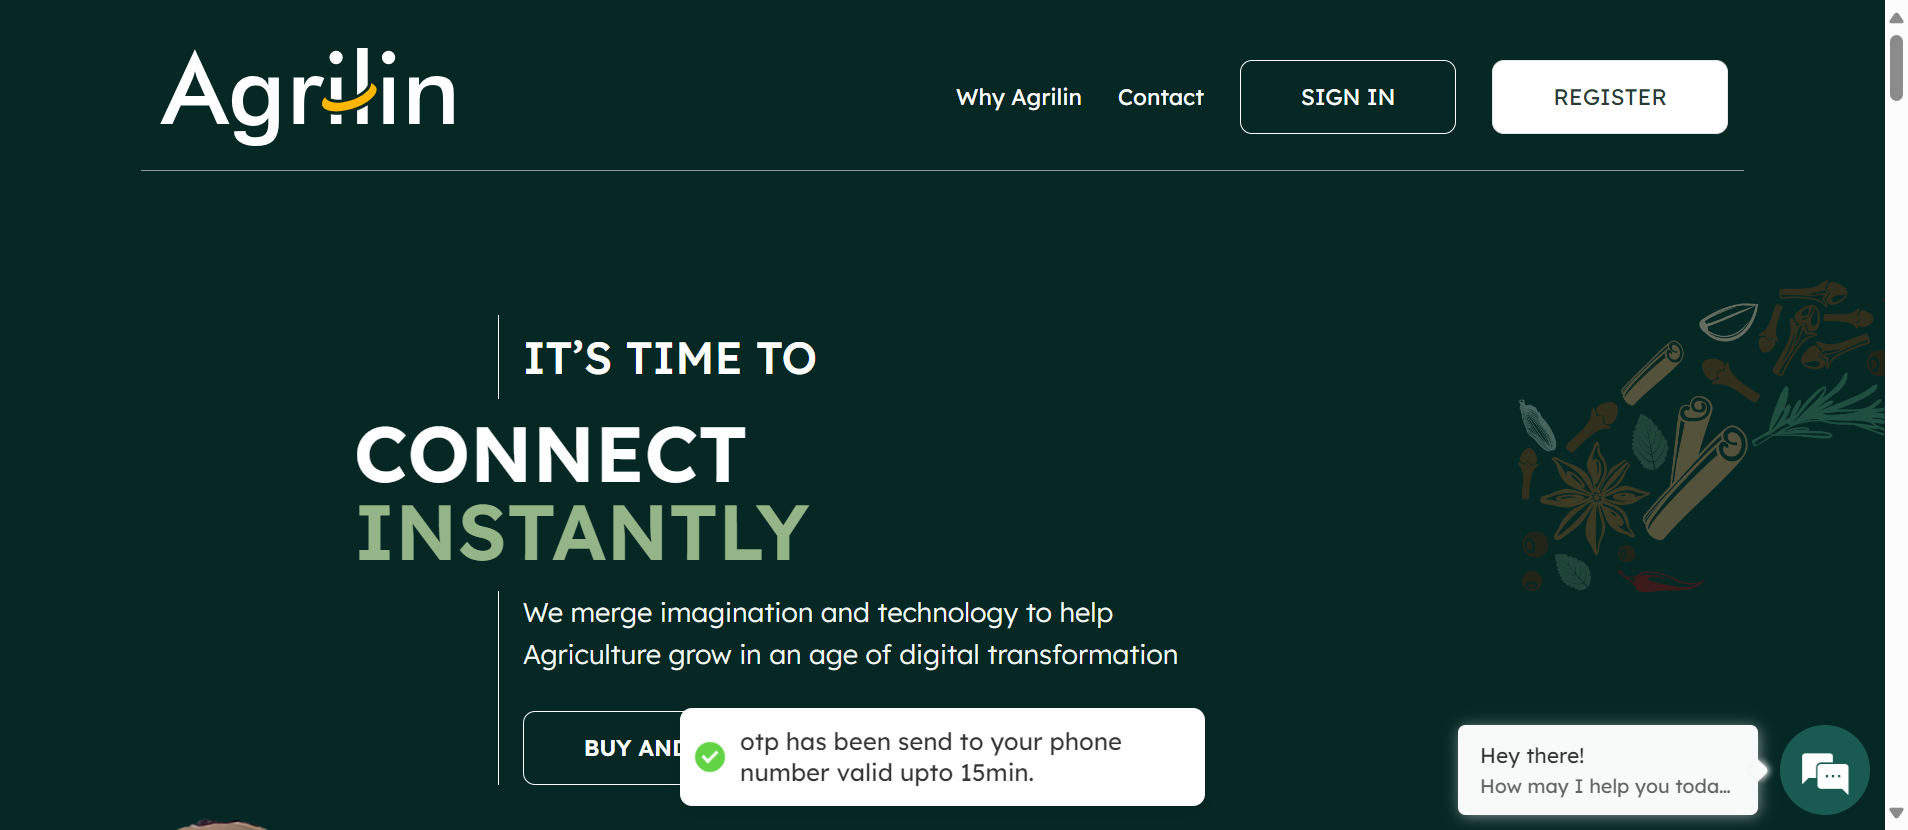 Agrilin
Why Agrilin
Contact
SIGN IN
REGISTER
IT’S TIME TO
CONNECT
INSTANTLY
We merge imagination and technology to help
Agriculture grow in an age of digital transformation
BUY AND
otp has been send to your phone
number valid upto 15min.
Hey there!
How may I help you toda...